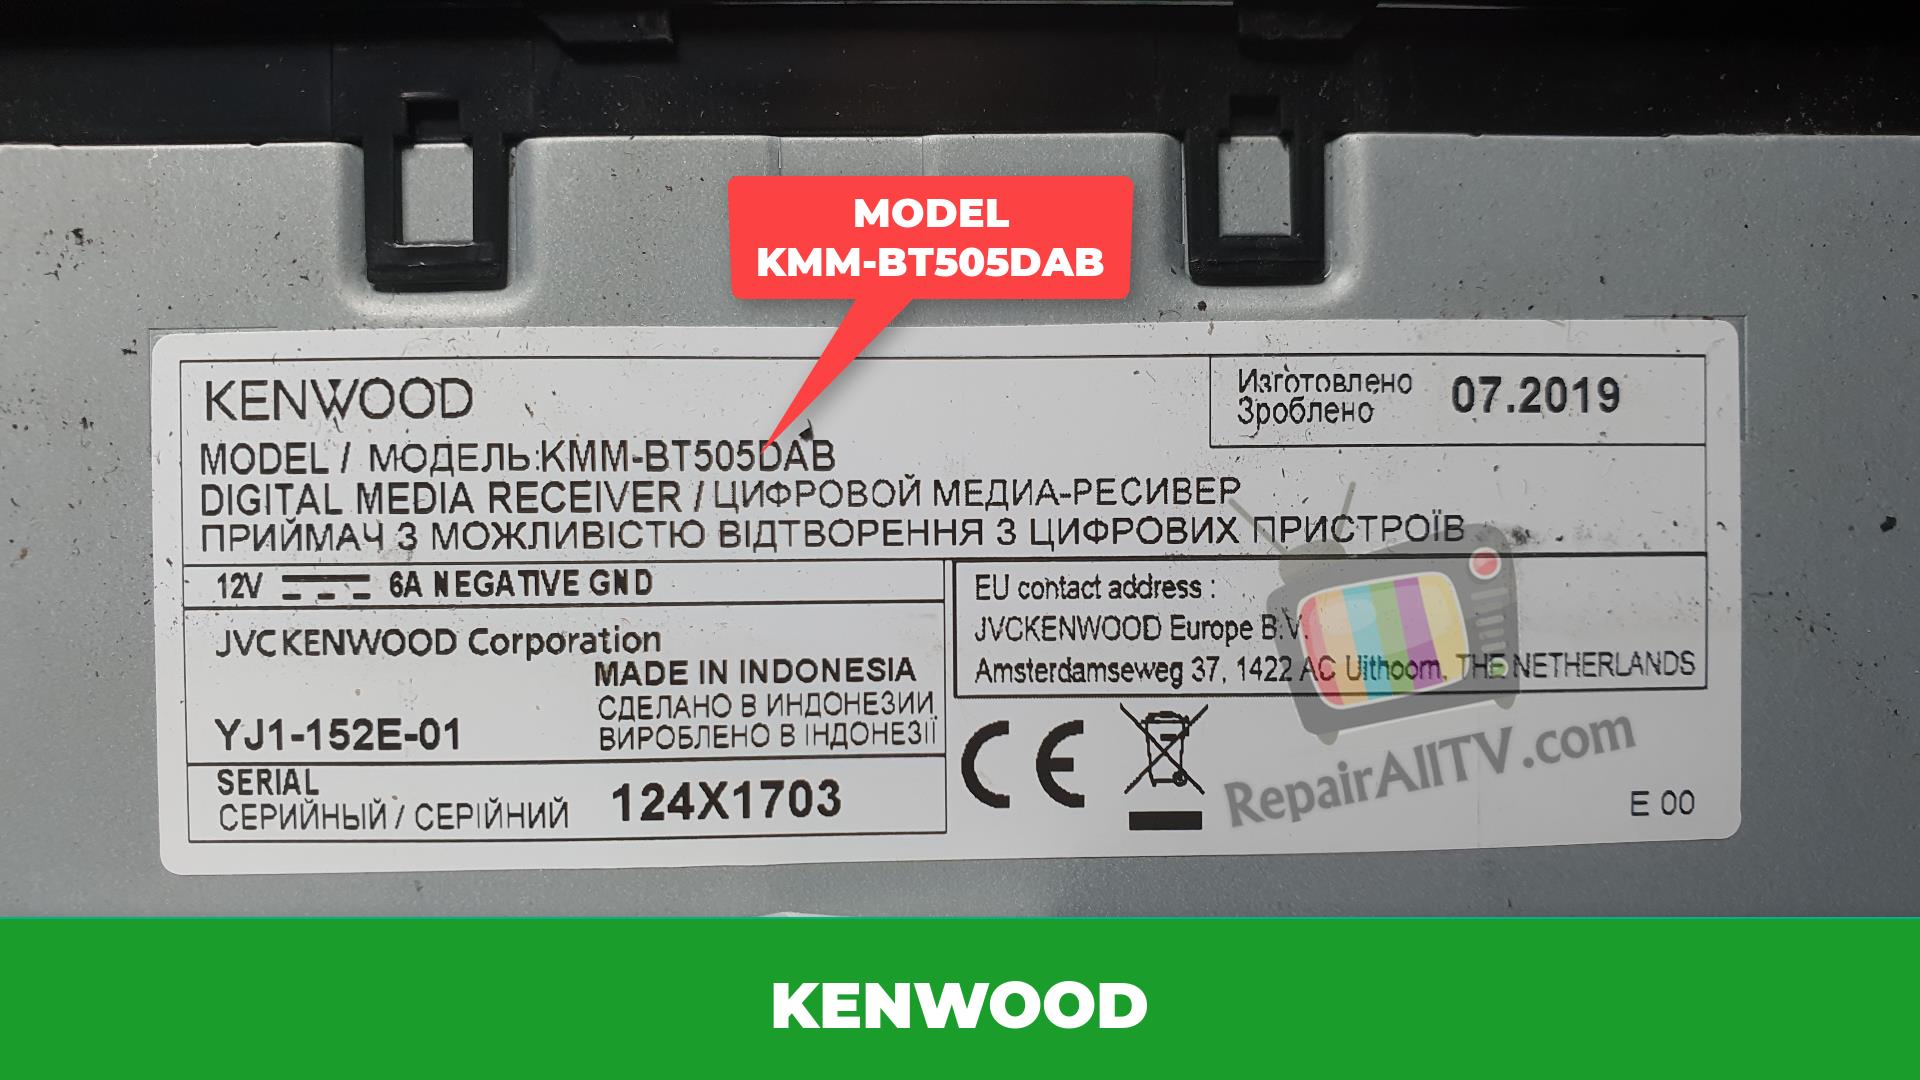 MODEL
KMM-BT505DAB
KENWOOD
Изготовлено
Зроблено
07.2019
MODEL / МОДЕЛЬ:KMM-BT505DAB
DIGITAL MEDIA RECEIVER / ЦИФРОВОЙ МЕДИА-РЕСИВЕР
ПРИЙМАЧ З МОЖЛИВІСТЮ ВІДТВОРЕННЯ З ЦИФРОВИХ ПРИСТРОЇВ
12V 6A NEGATIVE GND
JVCKENWOOD Corporation
MADE IN INDONESIA
СДЕЛАНО В ИНДОНЕЗИИ
ВИРОБЛЕНО В ІНДОНЕЗІЇ
YJ1-152E-01
SERIAL
СЕРИЙНЫЙ / СЕРІЙНИЙ
124X1703
EU contact address :
JVCKENWOOD Europe B.V.
Amsterdamseweg 37, 1422 AC Uithoorn, THE NETHERLANDS
CE
RepairAllTV.com
E 00
KENWOOD